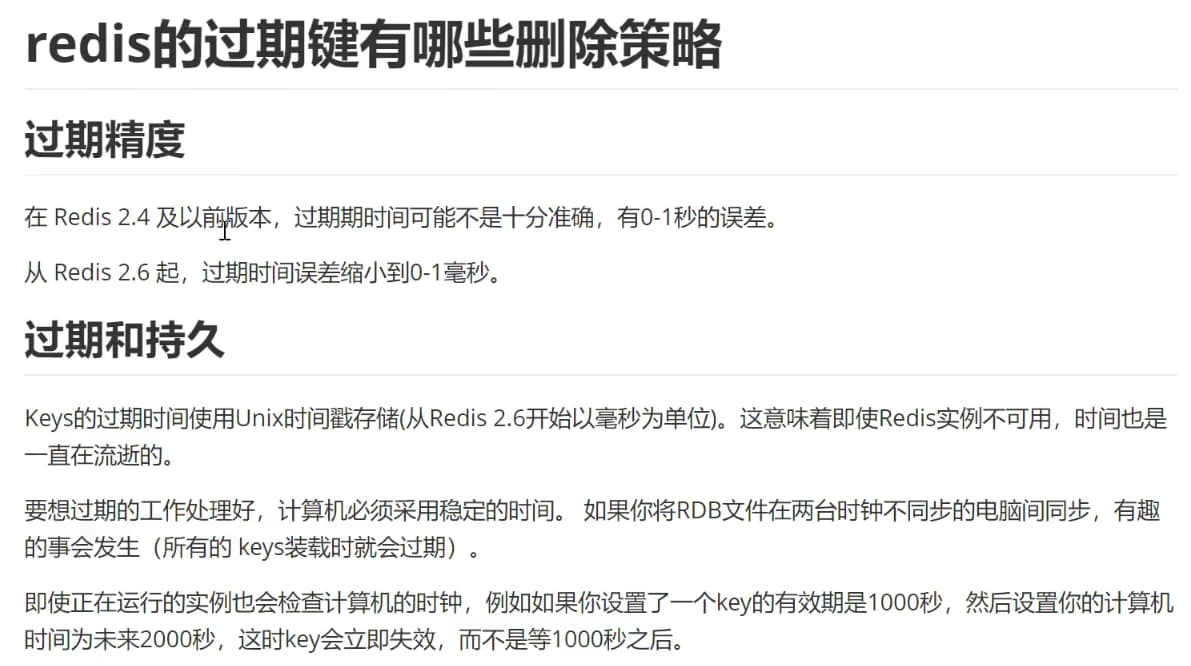 redis的过期键有哪些删除策略
过期精度
在 Redis 2.4 及以前版本，过期期时间可能不是十分准确，有0-1秒的误差。
从 Redis 2.6 起，过期时间误差缩小到0-1毫秒。
过期和持久
Keys的过期时间使用Unix时间戳存储(从Redis 2.6开始以毫秒为单位)。这意味着即使Redis实例不可用，时间也是
一直在流逝的。
要想过期的工作处理好，计算机必须采用稳定的时间。 如果你将RDB文件在两台时钟不同步的电脑间同步，有趣
的事会发生（所有的 keys装载时就会过期）。
即使正在运行的实例也会检查计算机的时钟，例如如果你设置了一个key的有效期是1000秒，然后设置你的计算机
时间为未来2000秒，这时key会立即失效，而不是等1000秒之后。